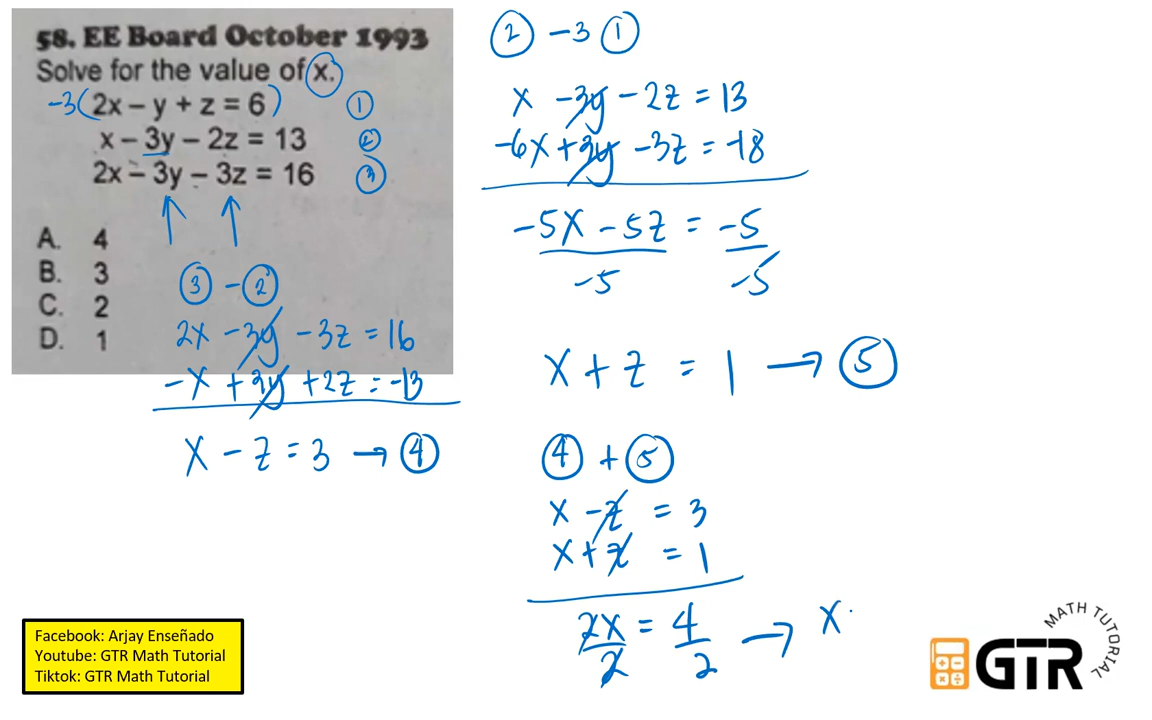 58. EE Board October 1993
Solve for the value of x.
-3(2x – y + z = 6) ①
x – 3y – 2z = 13 ②
2x – 3y – 3z = 16 ③
A. 4
B. 3
C. 2
D. 1
③ - ②
2x - 3y - 3z = 16
-x + 3y + 2z = -13
x - z = 3 → ④
② - 3 ①
x - 3y - 2z = 13
-6x + 3y - 3z = -18
-5x - 5z = -5
-5 -5
x + z = 1 → ⑤
④ + ⑤
x - z = 3
x + z = 1
2x = 4 → x
2 2
Facebook: Arjay Enseñado
Youtube: GTR Math Tutorial
Tiktok: GTR Math Tutorial
MATH TUTORIAL
GTR